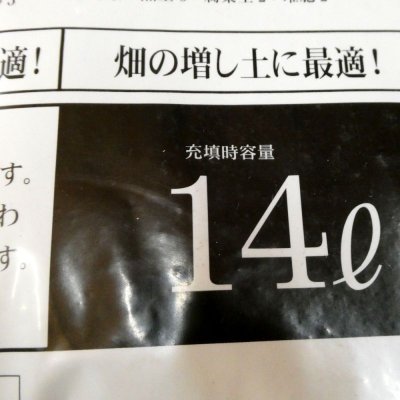 適!
畑の増し土に最適!
充填時容量
14ℓ
す。
わ
す。